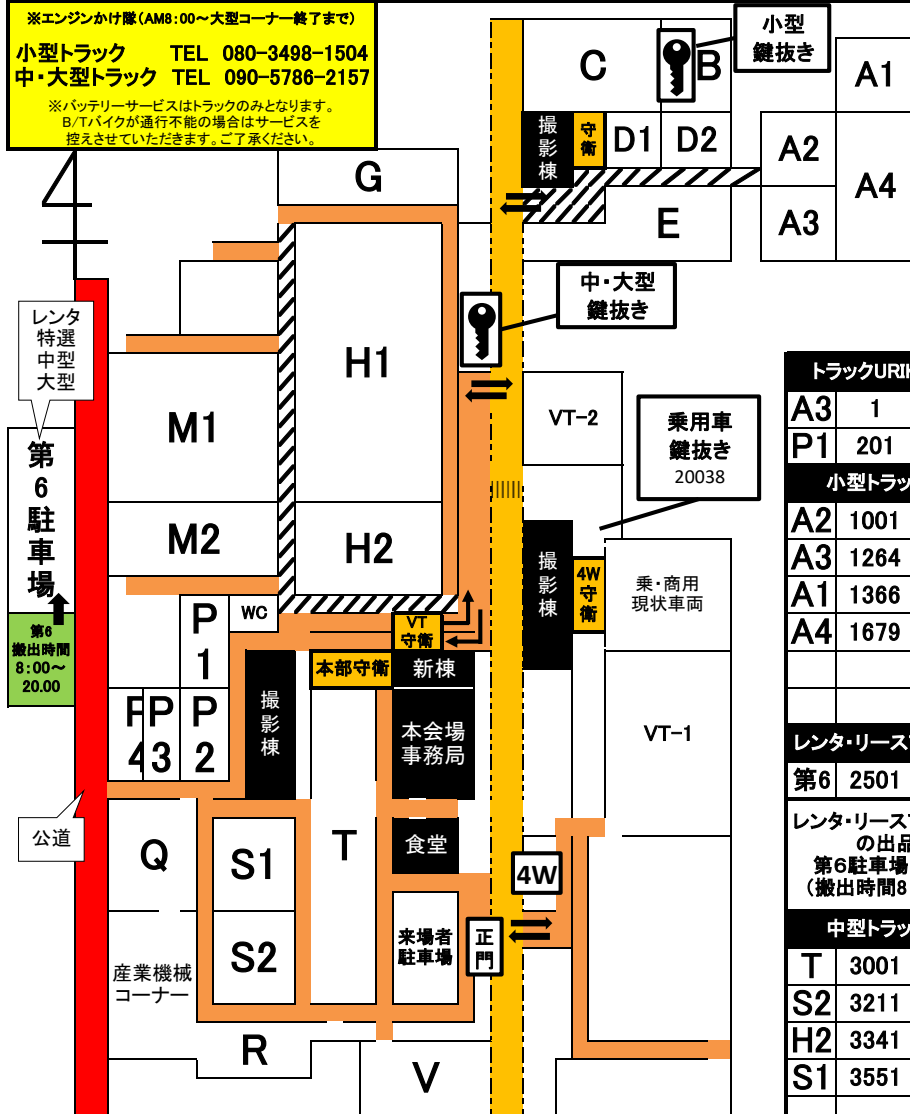 ※エンジンかけ隊(AM8:00～大型コーナー終了まで)
小型トラック TEL 080-3498-1504
中・大型トラック TEL 090-5786-2157
※バッテリーサービスはトラックのみとなります。
B/Tバイクが通行不能の場合はサービスを
控えさせていただきます。ご了承ください。
小型
鍵抜き
C
B
A1
撮影棟
守衛
D1
D2
A2
A4
G
E
A3
中・大型
鍵抜き
レンタ
特選
中型
大型
H1
M1
VT-2
乗用車
鍵抜き
20038
トラックURIK
A3 1
P1 201
小型トラッ
A2 1001
A3 1264
A1 1366
A4 1679
第6駐車場
M2
H2
撮影棟
4W
守衛
乗・商用
現状車両
P1
WC
VT
守衛
第6
搬出時間
8:00～
20.00
本部守衛
新棟
撮影棟
P4
P3
P2
本会場
事務局
VT-1
レンタ・リース
第6 2501
公道
Q
S1
T
食堂
4W
レンタ・リース
の出品
第6駐車場
(搬出時間8
S2
来場者
駐車場
正門
産業機械
コーナー
中型トラッ
T 3001
S2 3211
H2 3341
S1 3551
R
V